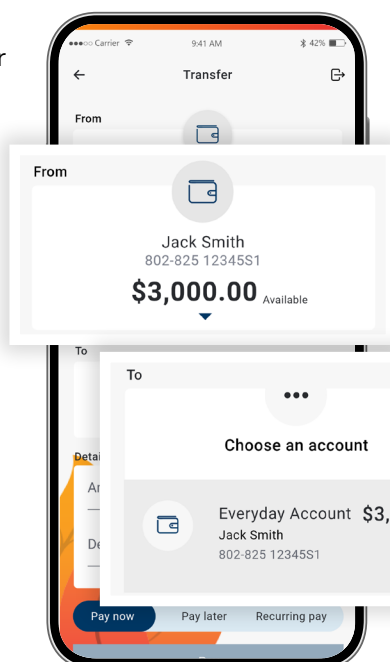 r
Carrier 9:41 AM 42%
Transfer
From
From
Jack Smith
802-825 12345S1
$3,000.00 Available
To
To
Choose an account
Everyday Account $3,
Jack Smith
802-825 12345S1
Pay now Pay later Recurring pay